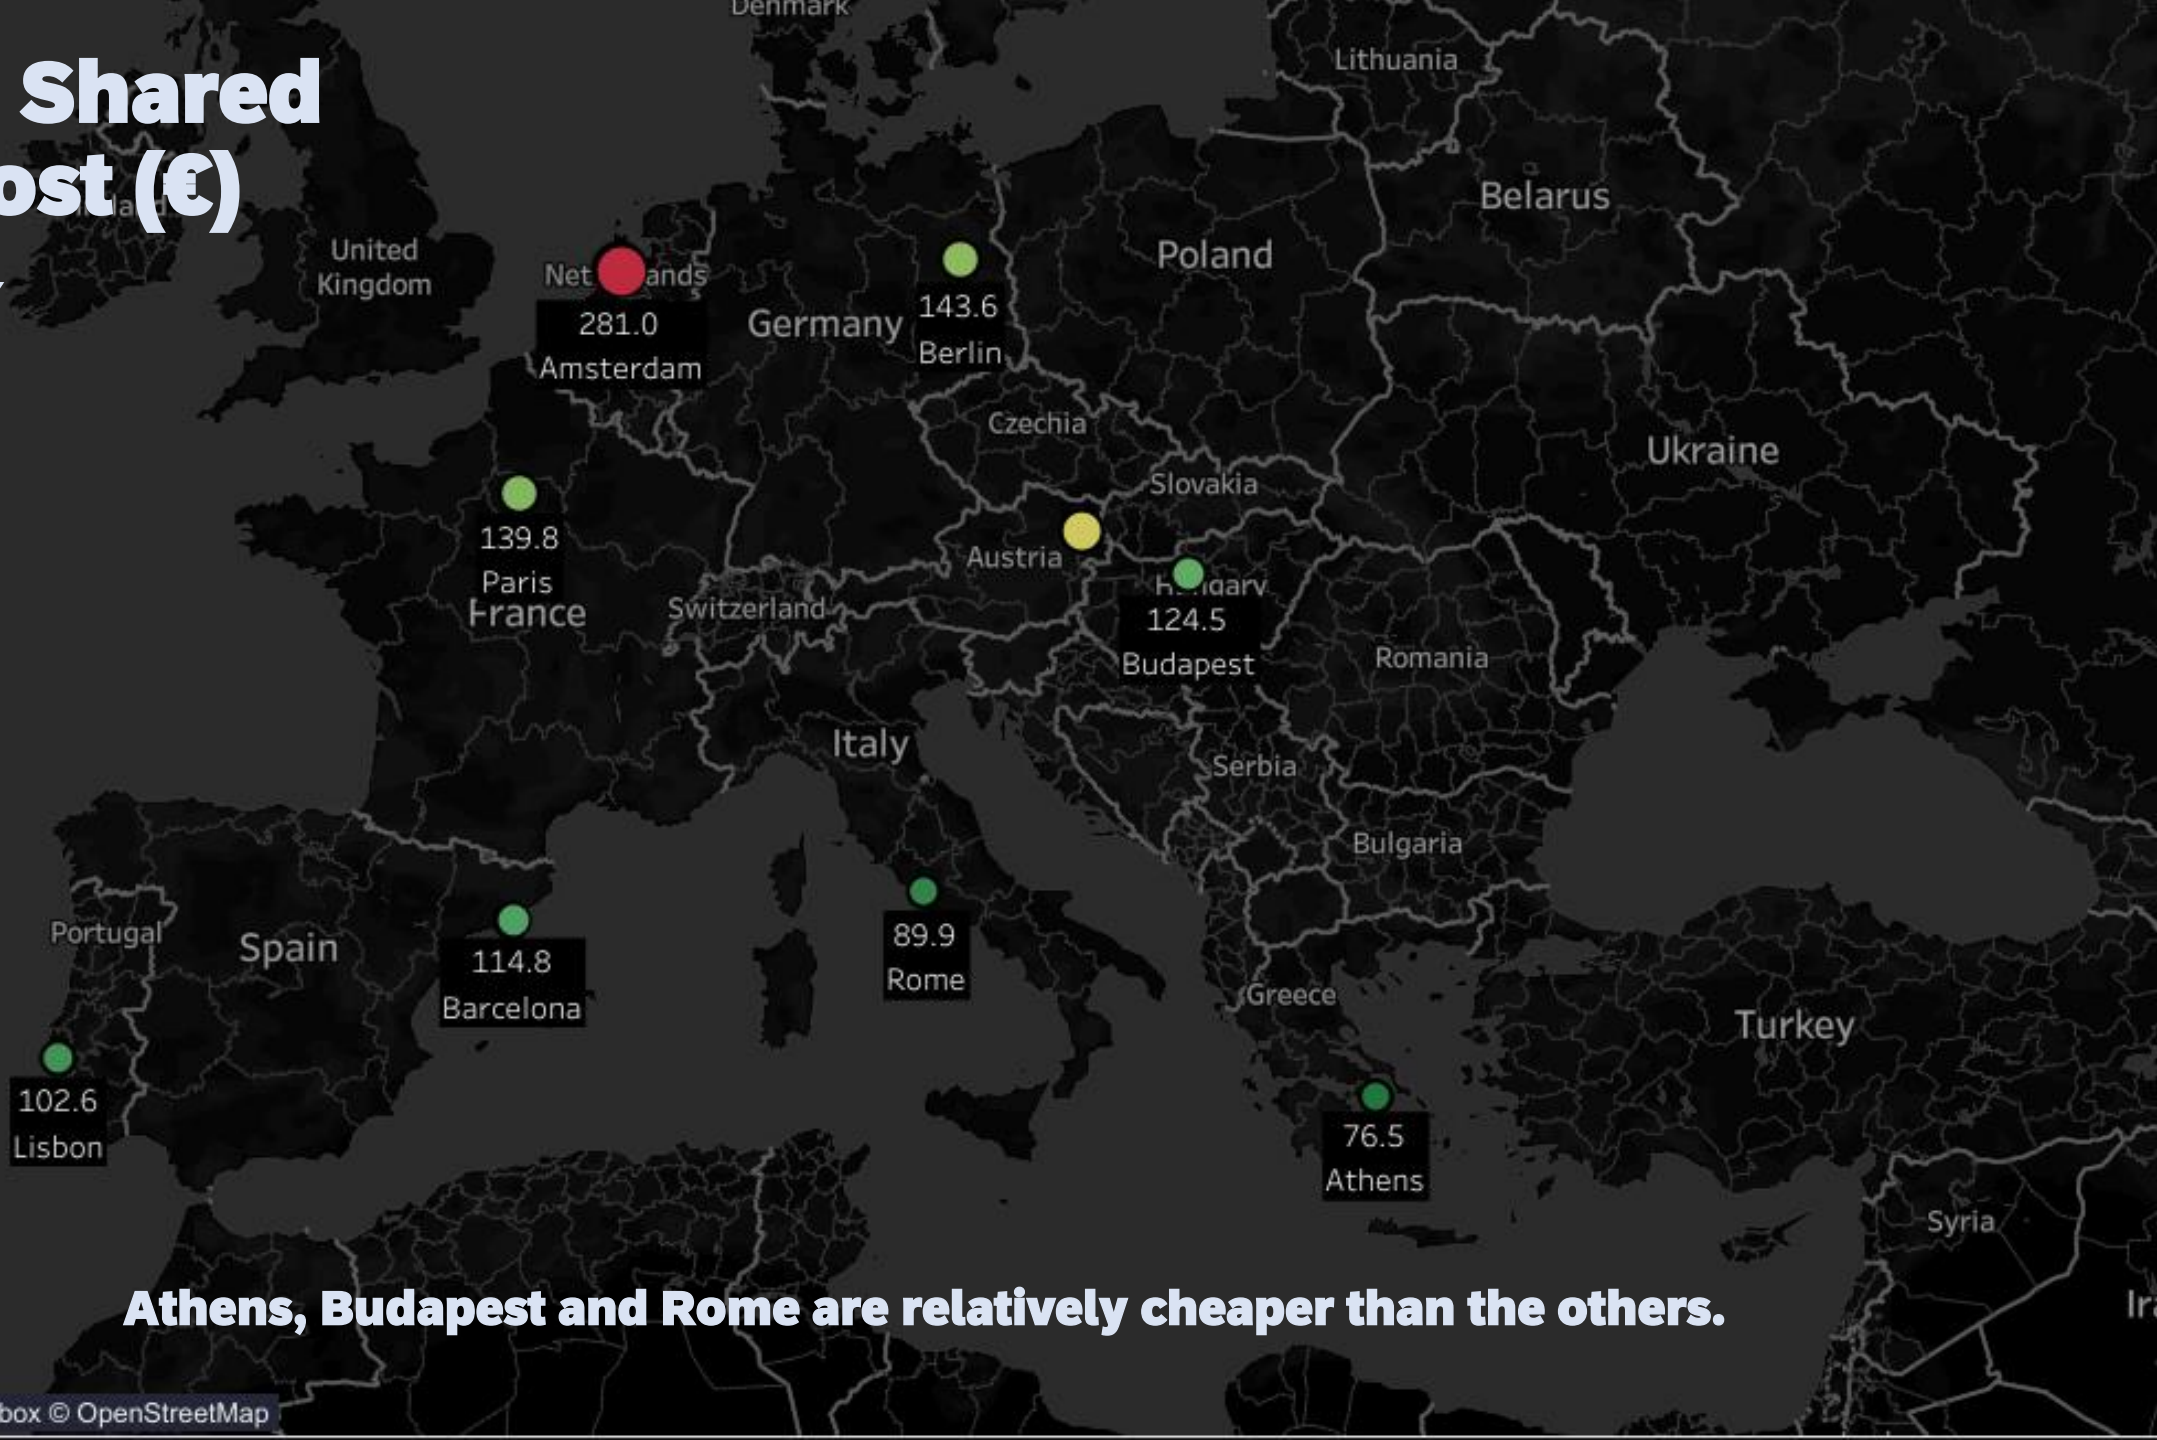 Denmark
Shared
ost (€)
Lithuania
Belarus
United
Kingdom
Poland
281.0
Amsterdam
Germany
143.6
Berlin
Czechia
Ukraine
Slovakia
139.8
Paris
France
Austria
Switzerland
124.5
Budapest
Romania
Italy
Serbia
Bulgaria
Portugal
Spain
114.8
Barcelona
89.9
Rome
Greece
Turkey
102.6
Lisbon
76.5
Athens
Syria
Athens, Budapest and Rome are relatively cheaper than the others.
box © OpenStreetMap